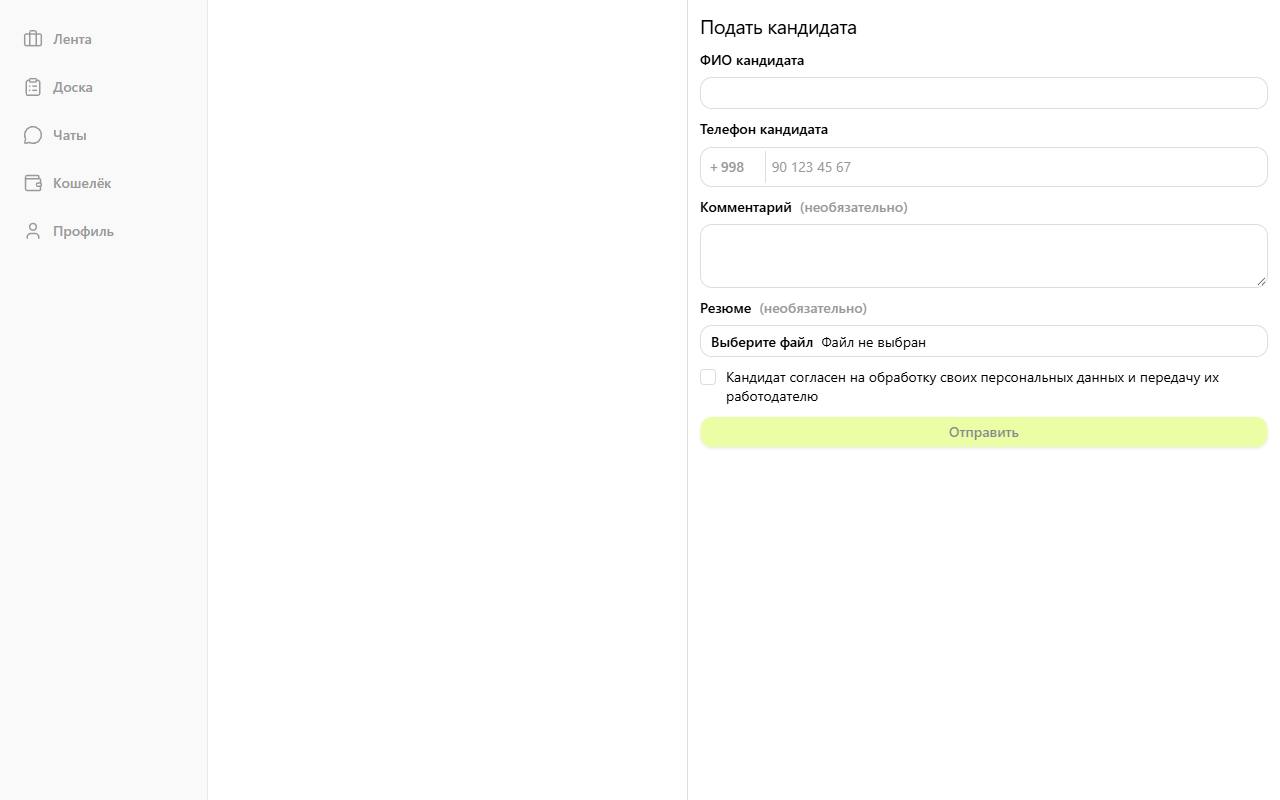 Лента
Доска
Чаты
Кошелёк
Профиль
Подать кандидата
ФИО кандидата
Телефон кандидата
+ 998 90 123 45 67
Комментарий (необязательно)
Резюме (необязательно)
Выберите файл Файл не выбран
Кандидат согласен на обработку своих персональных данных и передачу их
работодателю
Отправить